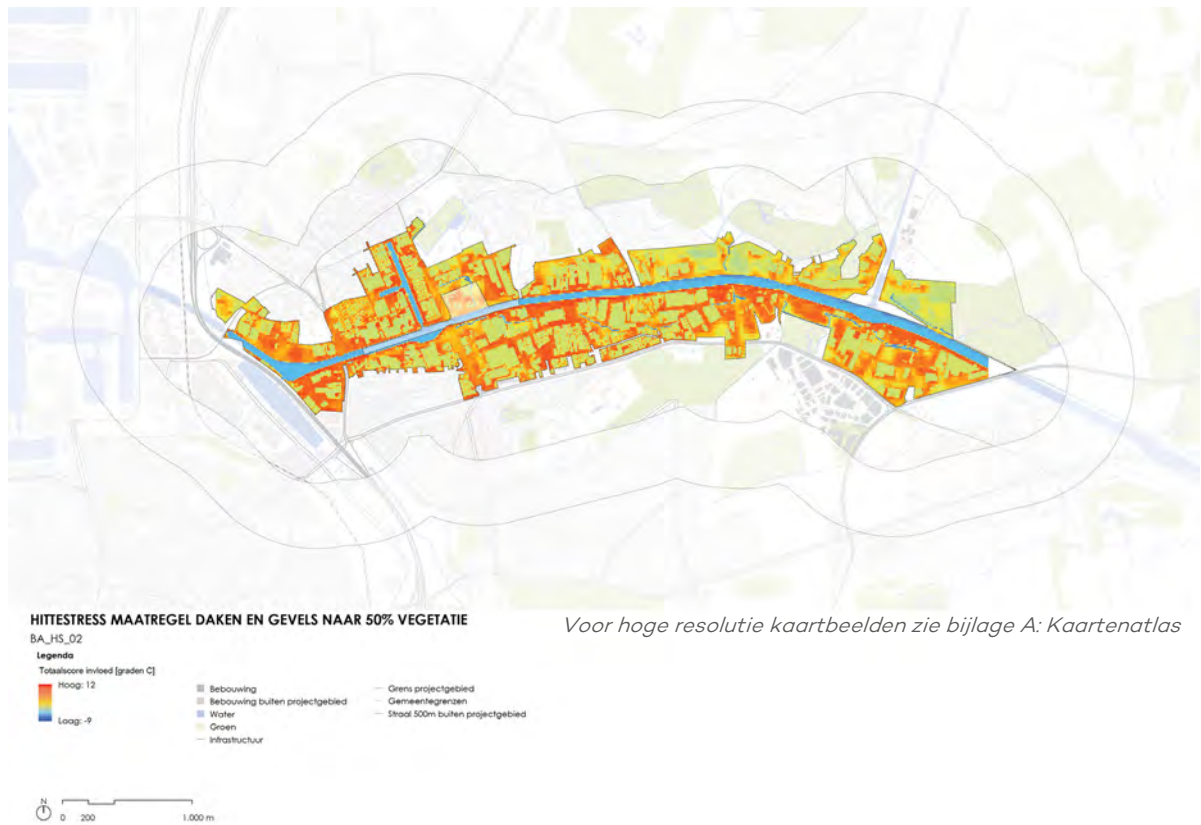 HITTESTRESS MAATREGEL DAKEN EN GEVELS NAAR 50% VEGETATIE
BA_HS_02
Voor hoge resolutie kaartbeelden zie bijlage A: Kaartenatlas
Legenda
Totaalscore invloed [graden C]
Hoog: 12
Laag: -9
Bebouwing
Bebouwing buiten projectgebied
Water
Groen
Infrastructuur
Grens projectgebied
Gemeentegrenzen
Straal 500m buiten projectgebied
N
0 200 1.000 m